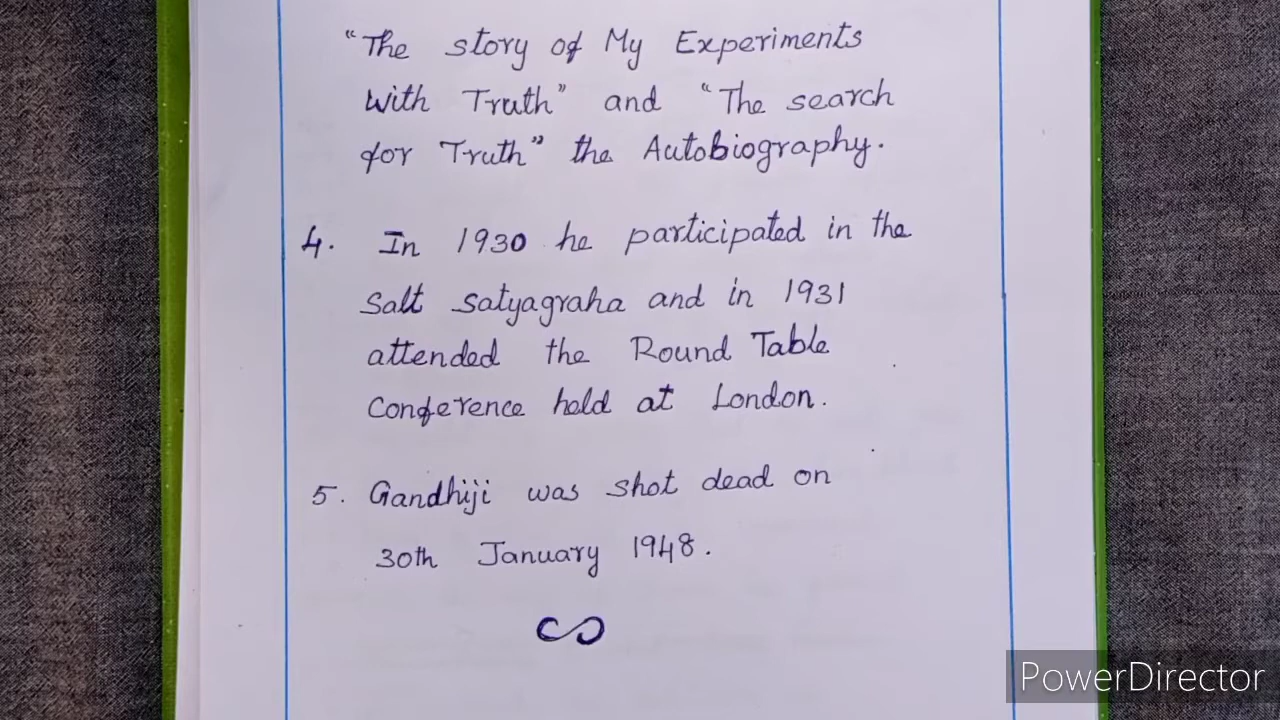 "The story of My Experiments
With Truth" and "The search
for Truth" the Autobiography.
4. In 1930 he participated in the
Salt satyagraha and in 1931
attended the Round Table
Conference held at London.
5. Gandhiji was shot dead on
30th January 1948.
PowerDirector